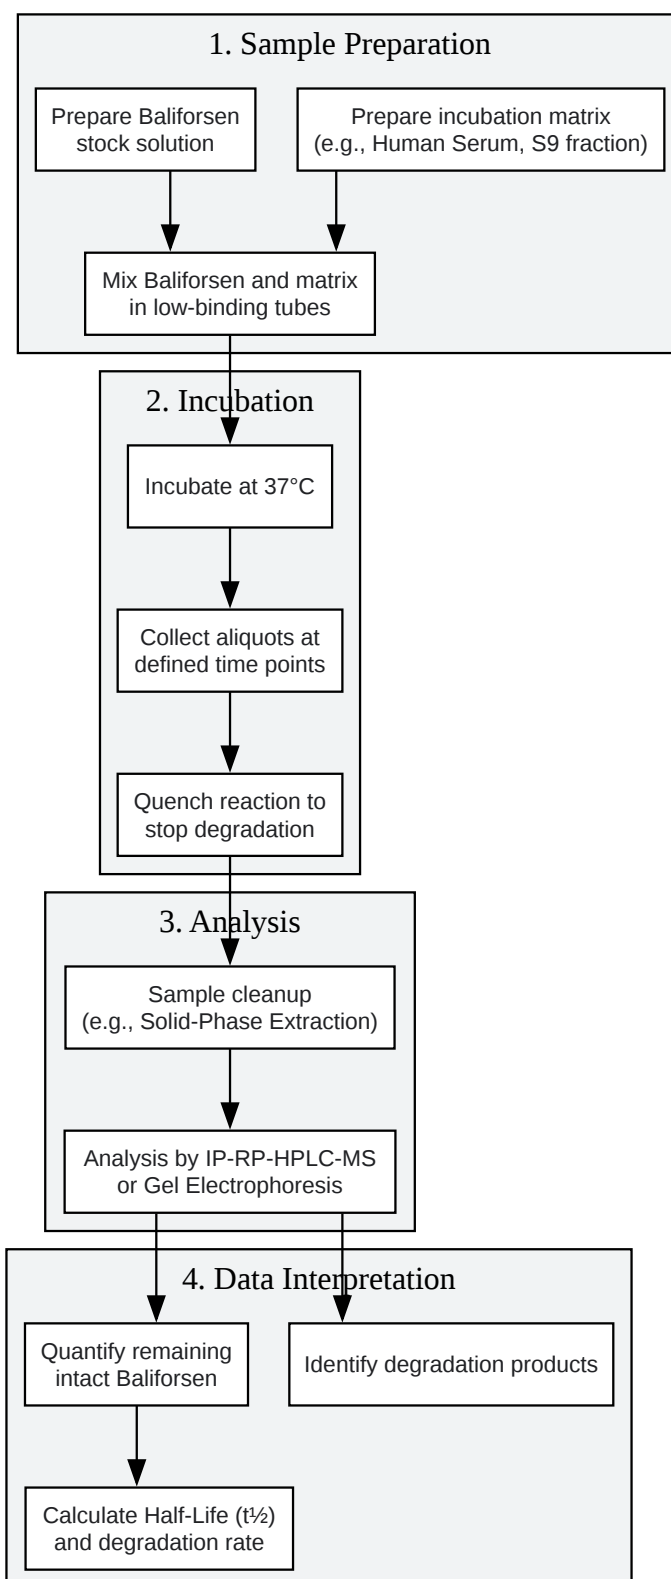 1. Sample Preparation
Prepare Baliforsen
stock solution
Prepare incubation matrix
(e.g., Human Serum, S9 fraction)
Mix Baliforsen and matrix
in low-binding tubes
2. Incubation
Incubate at 37°C
Collect aliquots at
defined time points
Quench reaction to
stop degradation
3. Analysis
Sample cleanup
(e.g., Solid-Phase Extraction)
Analysis by IP-RP-HPLC-MS
or Gel Electrophoresis
4. Data Interpretation
Quantify remaining
intact Baliforsen
Identify degradation products
Calculate Half-Life (t½)
and degradation rate